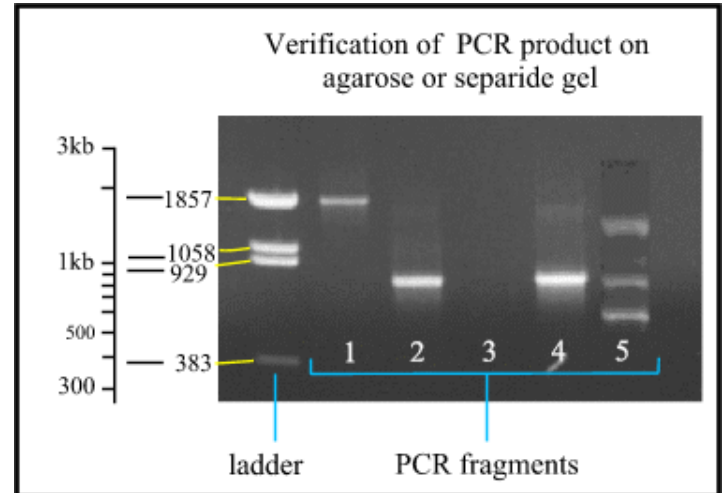 Verification of PCR product on
agarose or separide gel
3kb
1857
1058
1kb
929
500
383
300
1 2 3 4 5
ladder
PCR fragments